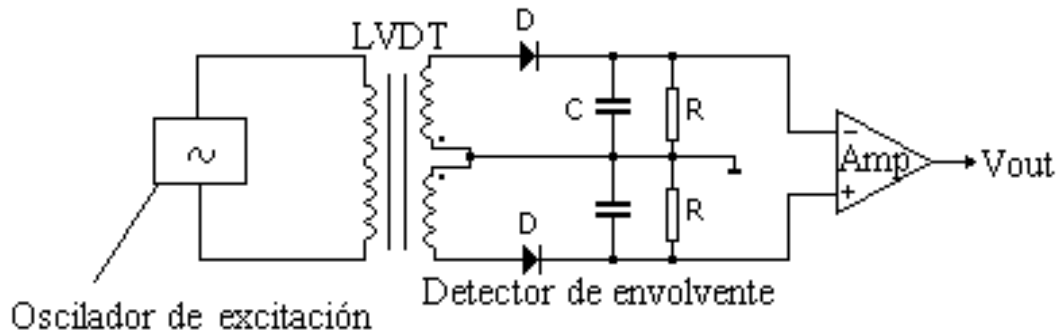 D
LVDT
C
R
Amp
Vout
R
D
Detector de envolvente
Oscilador de excitación